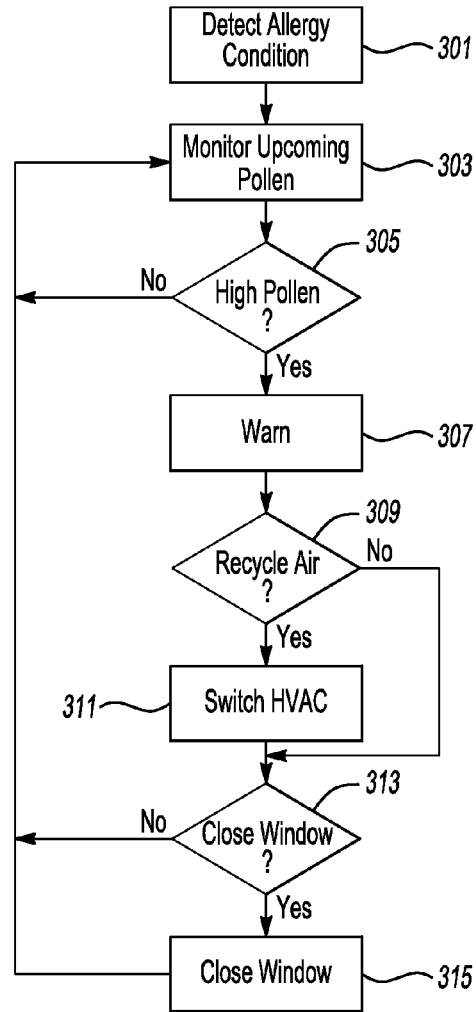 Detect Allergy
Condition
301
Monitor Upcoming
Pollen
303
305
No
High Pollen
?
Yes
Warn
307
309
Recycle Air
?
No
Yes
311
Switch HVAC
313
No
Close Window
?
Yes
Close Window
315